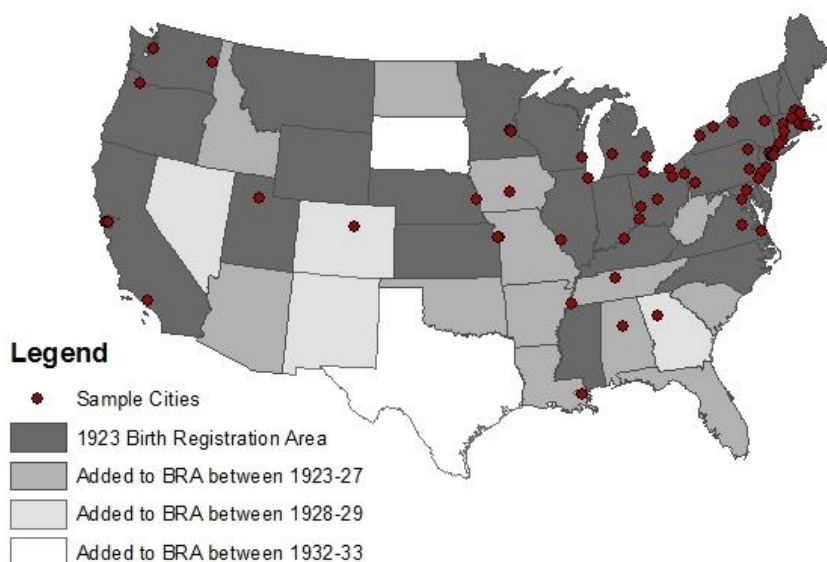 Legend
Sample Cities
1923 Birth Registration Area
Added to BRA between 1923-27
Added to BRA between 1928-29
Added to BRA between 1932-33